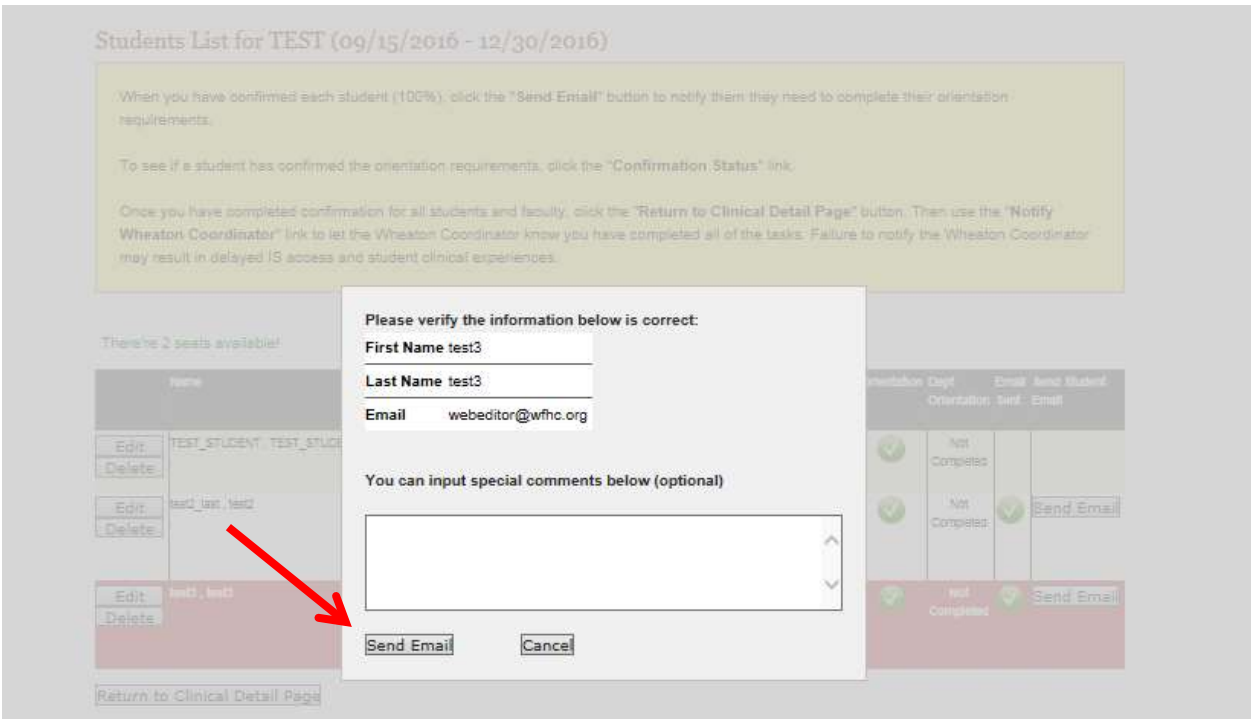 Students List for TEST (09/15/2016 - 12/30/2016)
When you have confirmed each student (100%), click the "Send Email" button to notify them they need to complete their orientation
requirements.
To see if a student has confirmed the orientation requirements, click the "Confirmation Status" link.
Once you have completed confirmation for all students and faculty, click the "Return to Clinical Detail Page" button. Then use the "Notify
Wheaton Coordinator" link to let the Wheaton Coordinator know you have completed all of the tasks. Failure to notify the Wheaton Coordinator
may result in delayed IS access and student clinical experiences.
There're 2 seats available!
Please verify the information below is correct:
First Name test3
Last Name test3
Email webeditor@wfhc.org
You can input special comments below (optional)
Send Email Cancel
Name Dept Email Send Student
Orientation Sent Email
Edit TEST_STUDENT , Not
Delete Completed
Edit test2_last , test2 Not Send Email
Delete Completed
Edit test3 , test3 Not Send Email
Delete Completed
Return to Clinical Detail Page